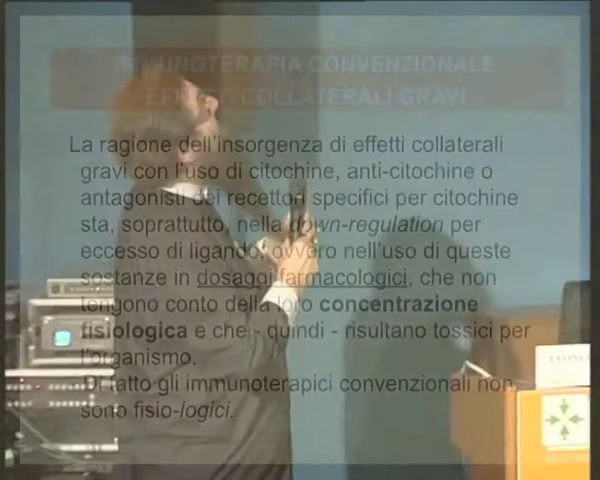 IMMUNOTERAPIA CONVENZIONALE
EFFETTI COLLATERALI GRAVI -
La ragione dell'insorgenza di effetti collaterali
gravi con l'uso di citochine, anti-citochine o
antagonisti dei recettori specifici per citochine
sta, soprattutto, nella down-regulation per
eccesso di ligando, ovvero nell'uso di queste
sostanze in dosaggi farmacologici, che non
tengono conto della loro concentrazione
fisiologica e che - quindi - risultano tossici per
l'organismo.
Di fatto gli immunoterapici convenzionali non
sono fisio-logici.